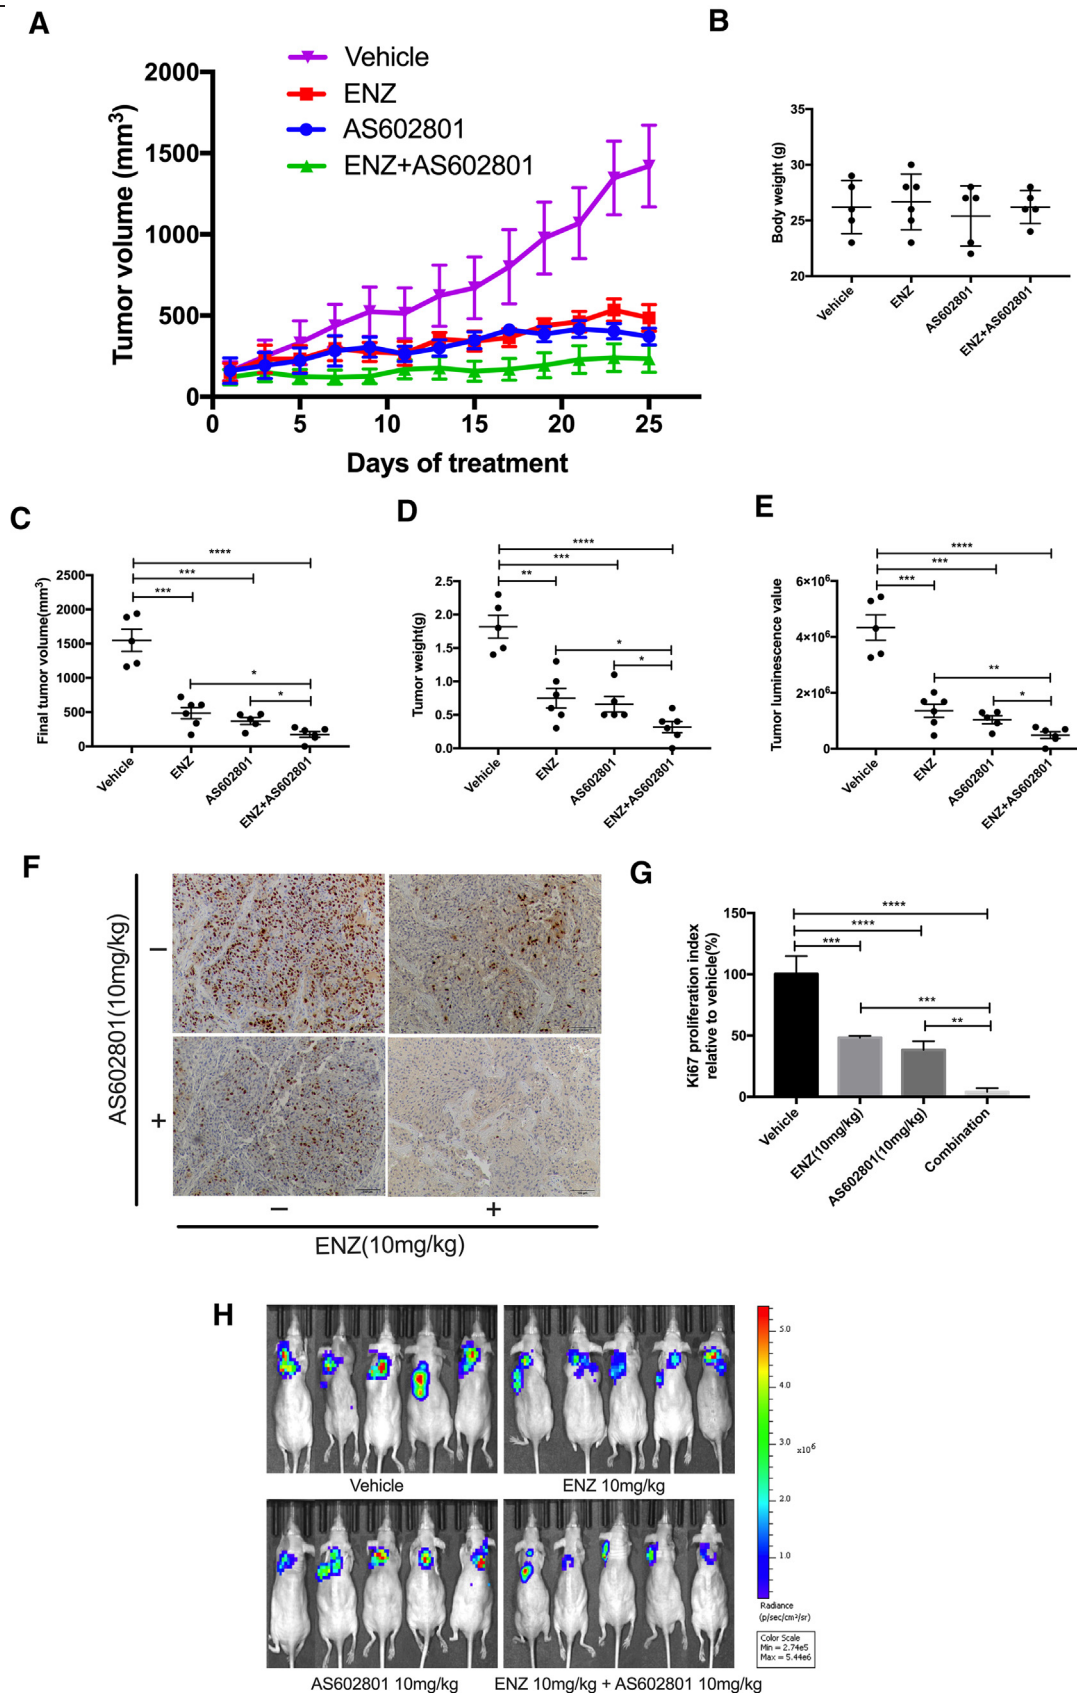 A
Vehicle
ENZ
AS602801
ENZ+AS602801
Tumor volume (mm³)
2000
1500
1000
500
0
0 5 10 15 20 25
Days of treatment
B
Body weight (g)
35
30
25
20
Vehicle
ENZ
AS602801
ENZ+AS602801
C
Final tumor volume(mm³)
2500
2000
1500
1000
500
0
****
***
***
*
*
Vehicle
ENZ
AS602801
ENZ+AS602801
D
Tumor weight(g)
2.5
2.0
1.5
1.0
0.5
0.0
****
***
**
*
*
Vehicle
ENZ
AS602801
ENZ+AS602801
E
Tumor luminescence value
6×10⁶
4×10⁶
2×10⁶
0
****
***
***
**
*
Vehicle
ENZ
AS602801
ENZ+AS602801
F
AS602801(10mg/kg)
−
+
− +
ENZ(10mg/kg)
G
Ki67 proliferation index
relative to vehicle(%)
150
100
50
0
****
****
***
***
**
Vehicle
ENZ(10mg/kg)
AS602801(10mg/kg)
Combination
H
Vehicle
ENZ 10mg/kg
AS602801 10mg/kg
ENZ 10mg/kg + AS602801 10mg/kg
5.0
4.0
3.0
x10⁶
2.0
1.0
Radiance
(p/sec/cm²/sr)
Color Scale
Min = 2.74e5
Max = 5.44e6